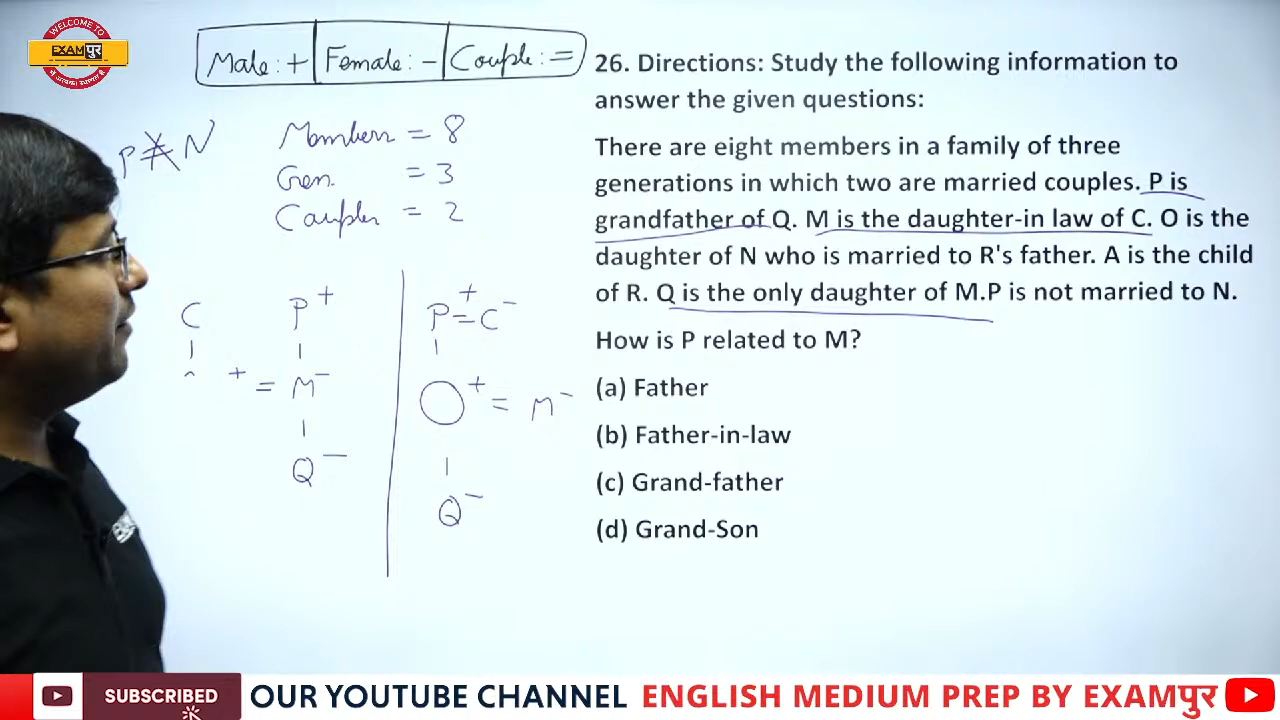 WELCOME TO
EXAMपुर
Male : + Female : - Couple : =
P N
Members = 8
Gen. = 3
Couples = 2
C P + P + = C -
+ = M - O + = M -
Q - Q -
26. Directions: Study the following information to
answer the given questions:
There are eight members in a family of three
generations in which two are married couples. P is
grandfather of Q. M is the daughter-in law of C. O is the
daughter of N who is married to R's father. A is the child
of R. Q is the only daughter of M.P is not married to N.
How is P related to M?
(a) Father
(b) Father-in-law
(c) Grand-father
(d) Grand-Son
SUBSCRIBED OUR YOUTUBE CHANNEL ENGLISH MEDIUM PREP BY EXAMपुर